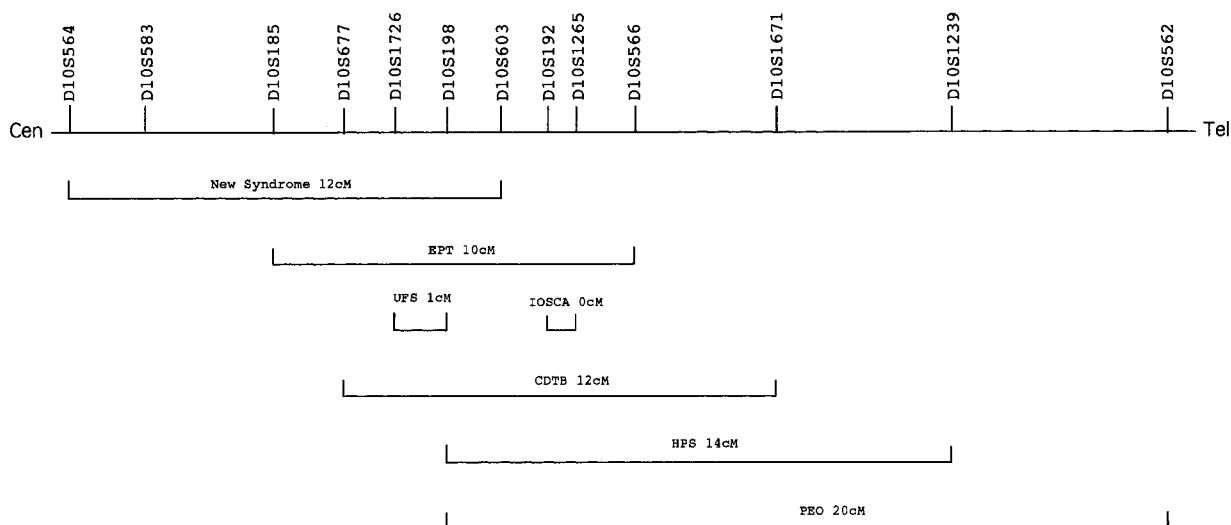 D10S564
D10S583
D10S185
D10S677
D10S1726
D10S198
D10S603
D10S192
D10S1265
D10S566
D10S1671
D10S1239
D10S562
Cen
Tel
New Syndrome 12cM
EPT 10cM
UFS 1cM
IOSCA 0cM
CDTB 12cM
HPS 14cM
PEO 20cM